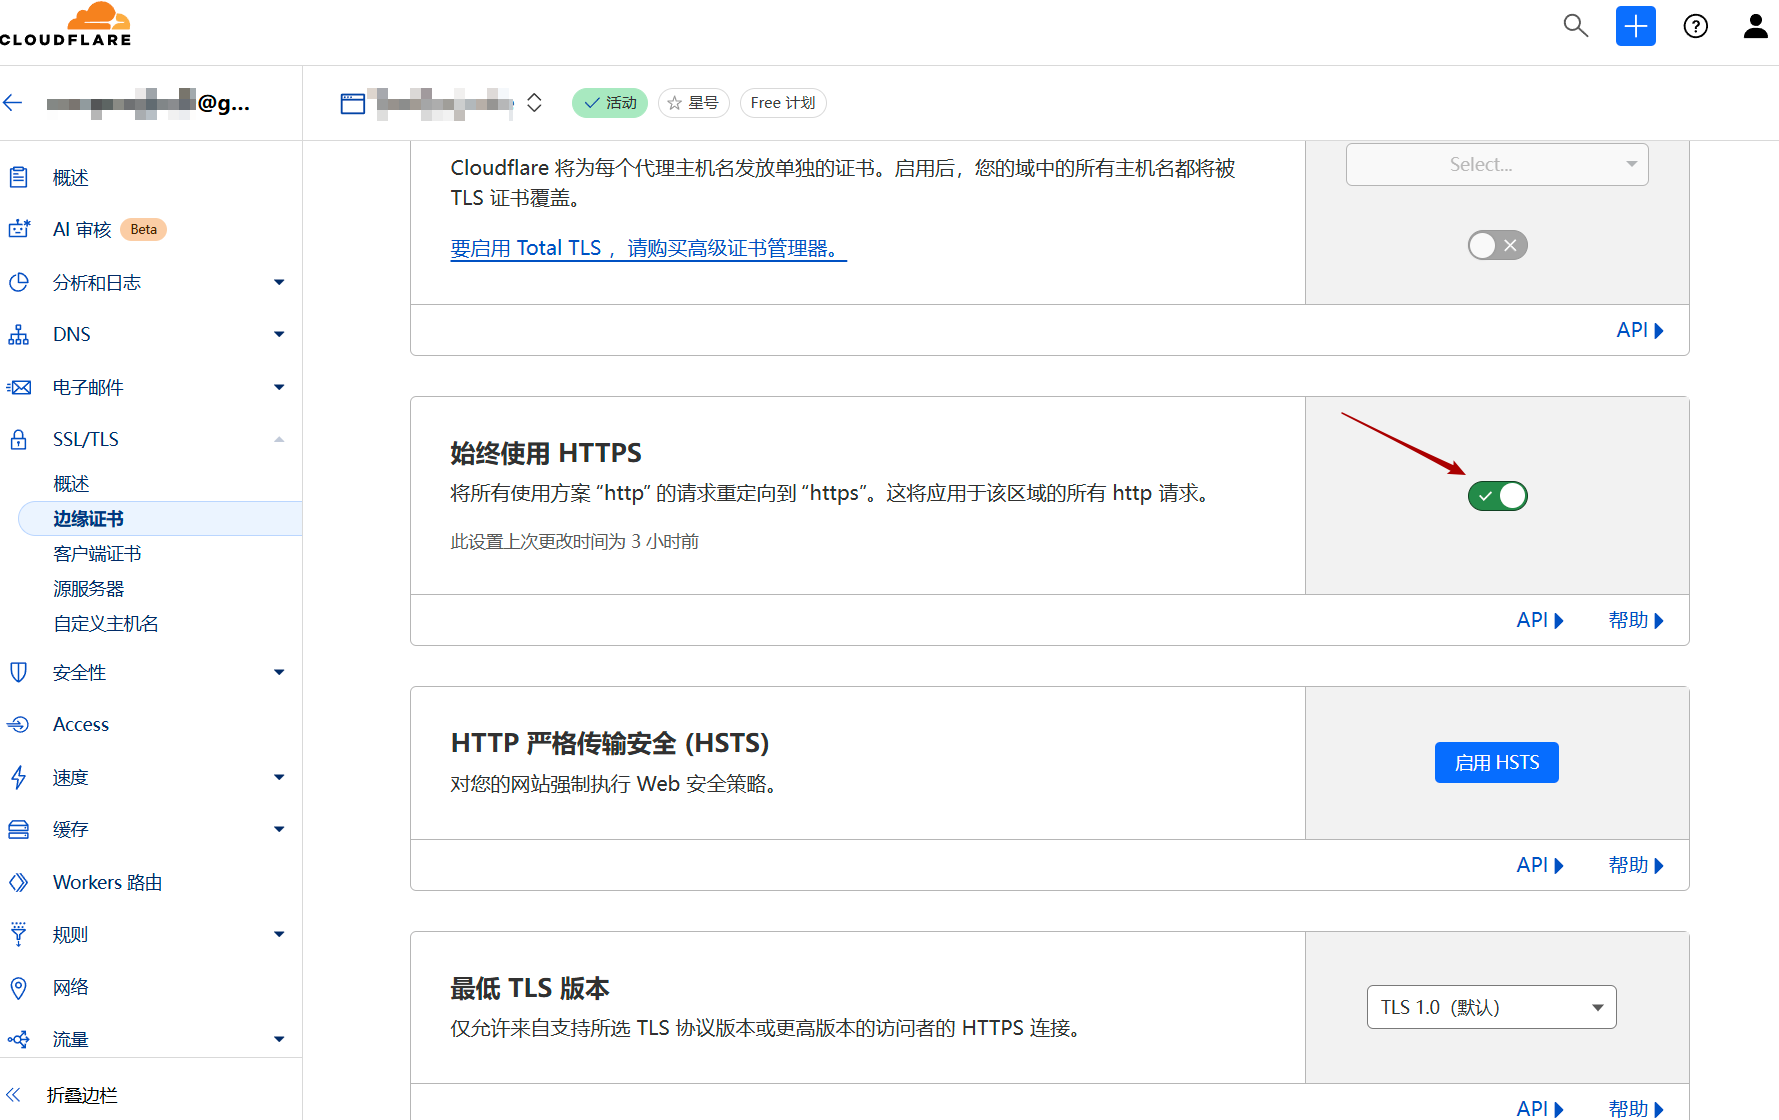 CLOUDFLARE
@g...
活动
星号
Free 计划
概述
AI 审核 Beta
分析和日志
DNS
电子邮件
SSL/TLS
概述
边缘证书
客户端证书
源服务器
自定义主机名
安全性
Access
速度
缓存
Workers 路由
规则
网络
流量
折叠边栏
Cloudflare 将为每个代理主机名发放单独的证书。启用后，您的域中的所有主机名都将被
TLS 证书覆盖。
要启用 Total TLS ，请购买高级证书管理器。
Select...
API
始终使用 HTTPS
将所有使用方案 “http” 的请求重定向到 “https”。这将应用于该区域的所有 http 请求。
此设置上次更改时间为 3 小时前
API
帮助
HTTP 严格传输安全 (HSTS)
对您的网站强制执行 Web 安全策略。
启用 HSTS
API
帮助
最低 TLS 版本
仅允许来自支持所选 TLS 协议版本或更高版本的访问者的 HTTPS 连接。
TLS 1.0（默认）
API
帮助